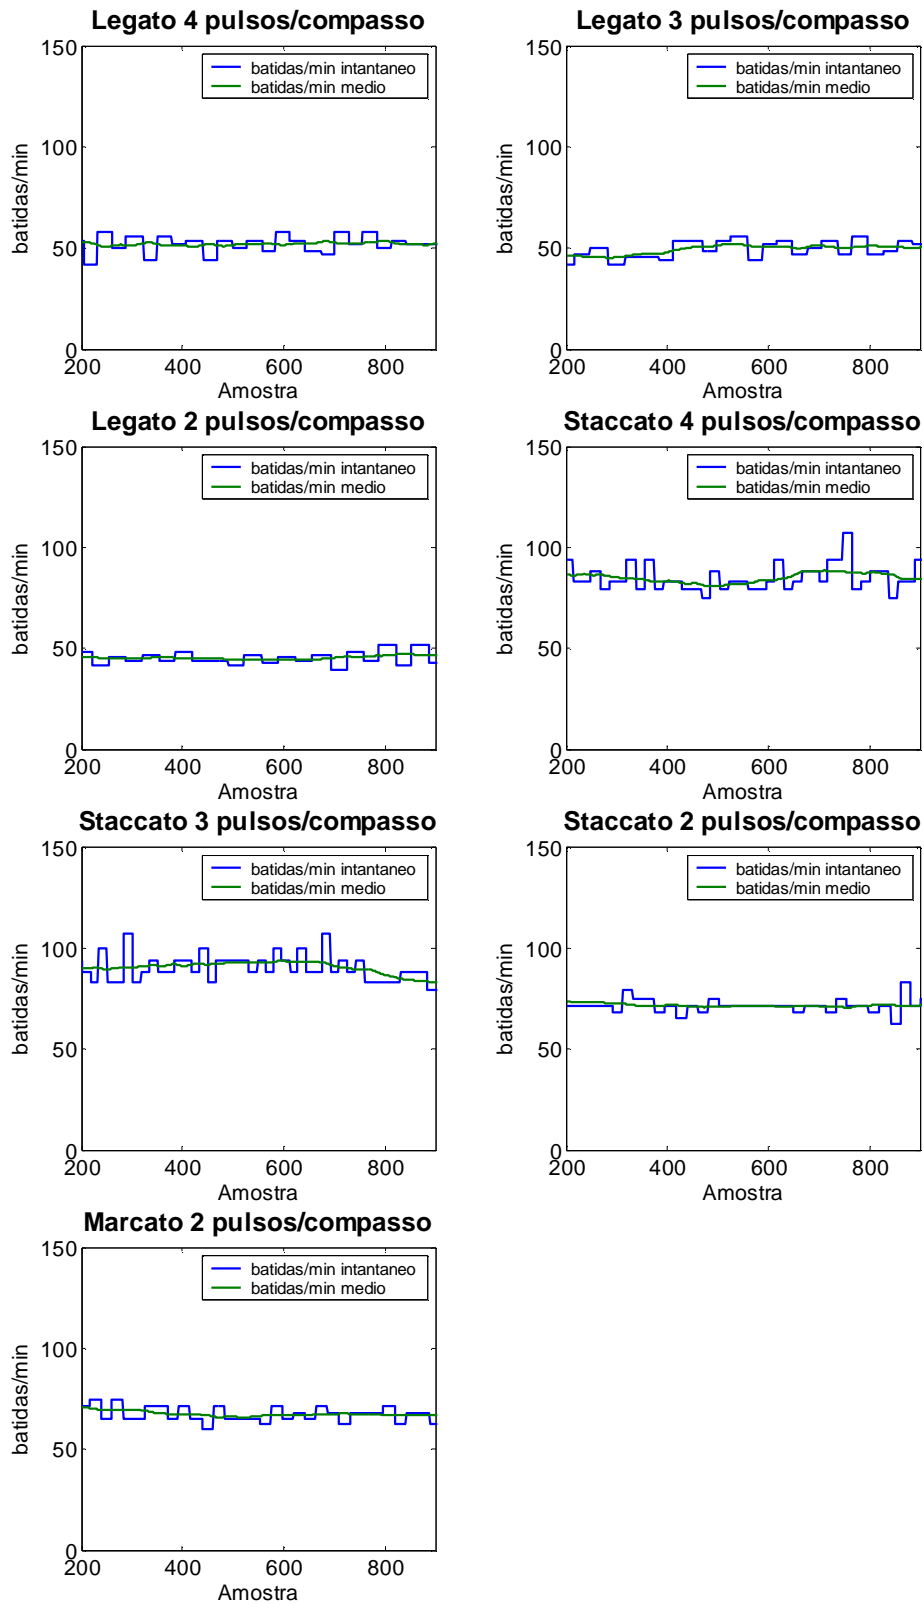 Legato 4 pulsos/compasso
150
100
50
0
batidas/min
batidas/min intantaneo
batidas/min medio
200 400 600 800
Amostra
Legato 3 pulsos/compasso
150
100
50
0
batidas/min
batidas/min intantaneo
batidas/min medio
200 400 600 800
Amostra
Legato 2 pulsos/compasso
150
100
50
0
batidas/min
batidas/min intantaneo
batidas/min medio
200 400 600 800
Amostra
Staccato 4 pulsos/compasso
150
100
50
0
batidas/min
batidas/min intantaneo
batidas/min medio
200 400 600 800
Amostra
Staccato 3 pulsos/compasso
150
100
50
0
batidas/min
batidas/min intantaneo
batidas/min medio
200 400 600 800
Amostra
Staccato 2 pulsos/compasso
150
100
50
0
batidas/min
batidas/min intantaneo
batidas/min medio
200 400 600 800
Amostra
Marcato 2 pulsos/compasso
150
100
50
0
batidas/min
batidas/min intantaneo
batidas/min medio
200 400 600 800
Amostra